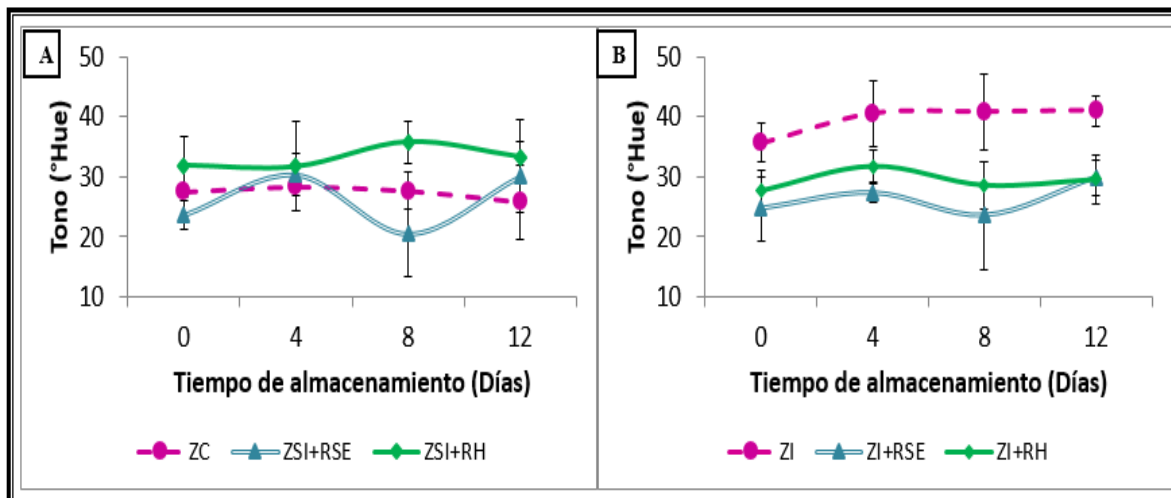 A
50
40
30
20
10
Tono (°Hue)
0 4 8 12
Tiempo de almacenamiento (Días)
ZC ZSI+RSE ZSI+RH
B
50
40
30
20
10
Tono (°Hue)
0 4 8 12
Tiempo de almacenamiento (Días)
ZI ZI+RSE ZI+RH